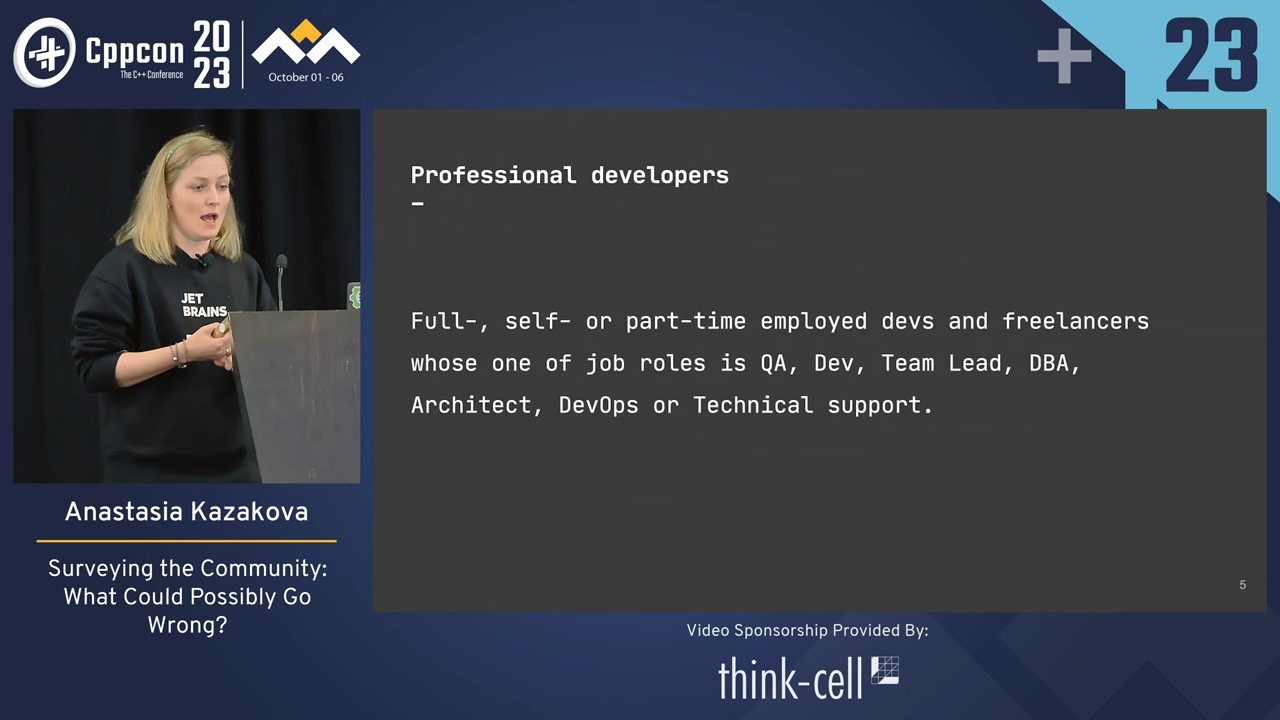 Cppcon
The C++ Conference
20
23
October 01 - 06
23
JET
BRAINS
Professional developers
–
Full-, self- or part-time employed devs and freelancers
whose one of job roles is QA, Dev, Team Lead, DBA,
Architect, DevOps or Technical support.
5
Anastasia Kazakova
Surveying the Community:
What Could Possibly Go
Wrong?
Video Sponsorship Provided By:
think-cell